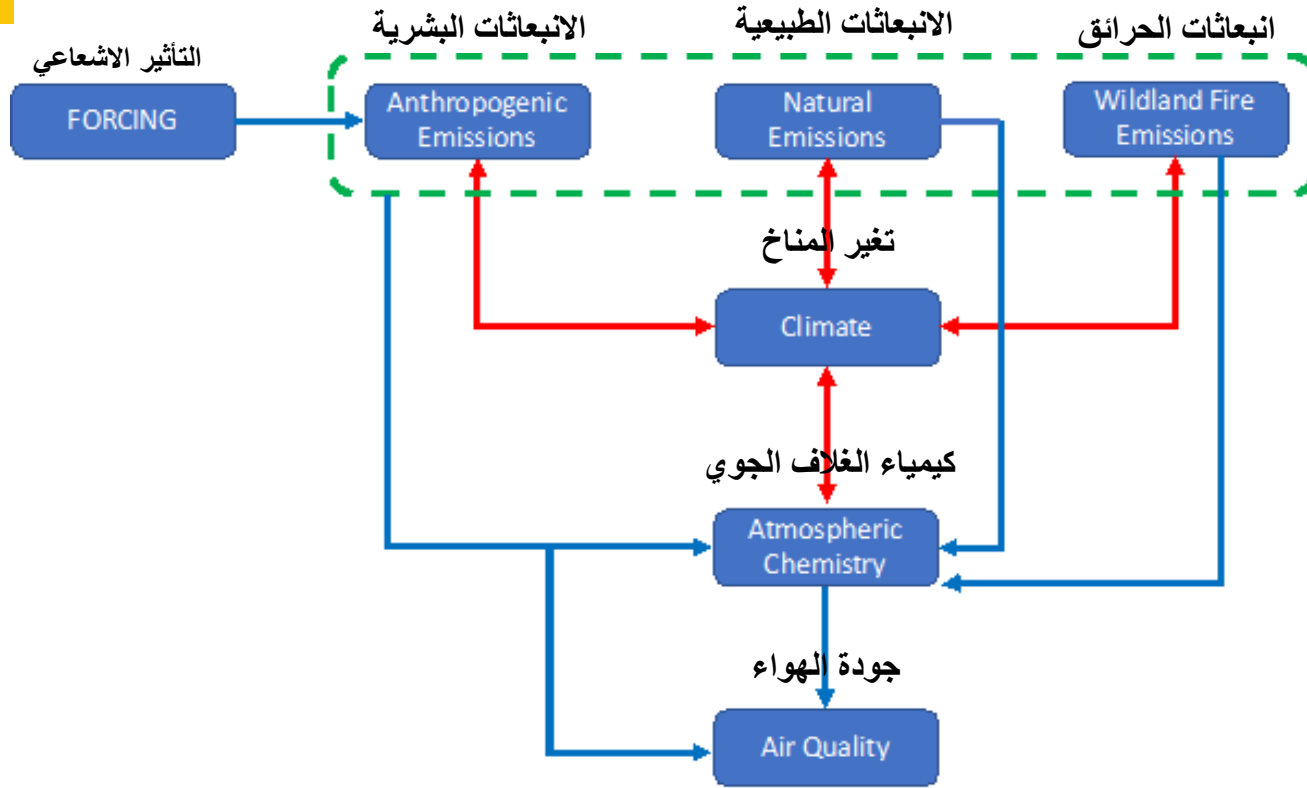 الانبعاثات البشرية
الانبعاثات الطبيعية
انبعاثات الحرائق
التأثير الاشعاعي
FORCING
Anthropogenic
Emissions
Natural
Emissions
Wildland Fire
Emissions
تغير المناخ
Climate
كيمياء الغلاف الجوي
Atmospheric
Chemistry
جودة الهواء
Air Quality